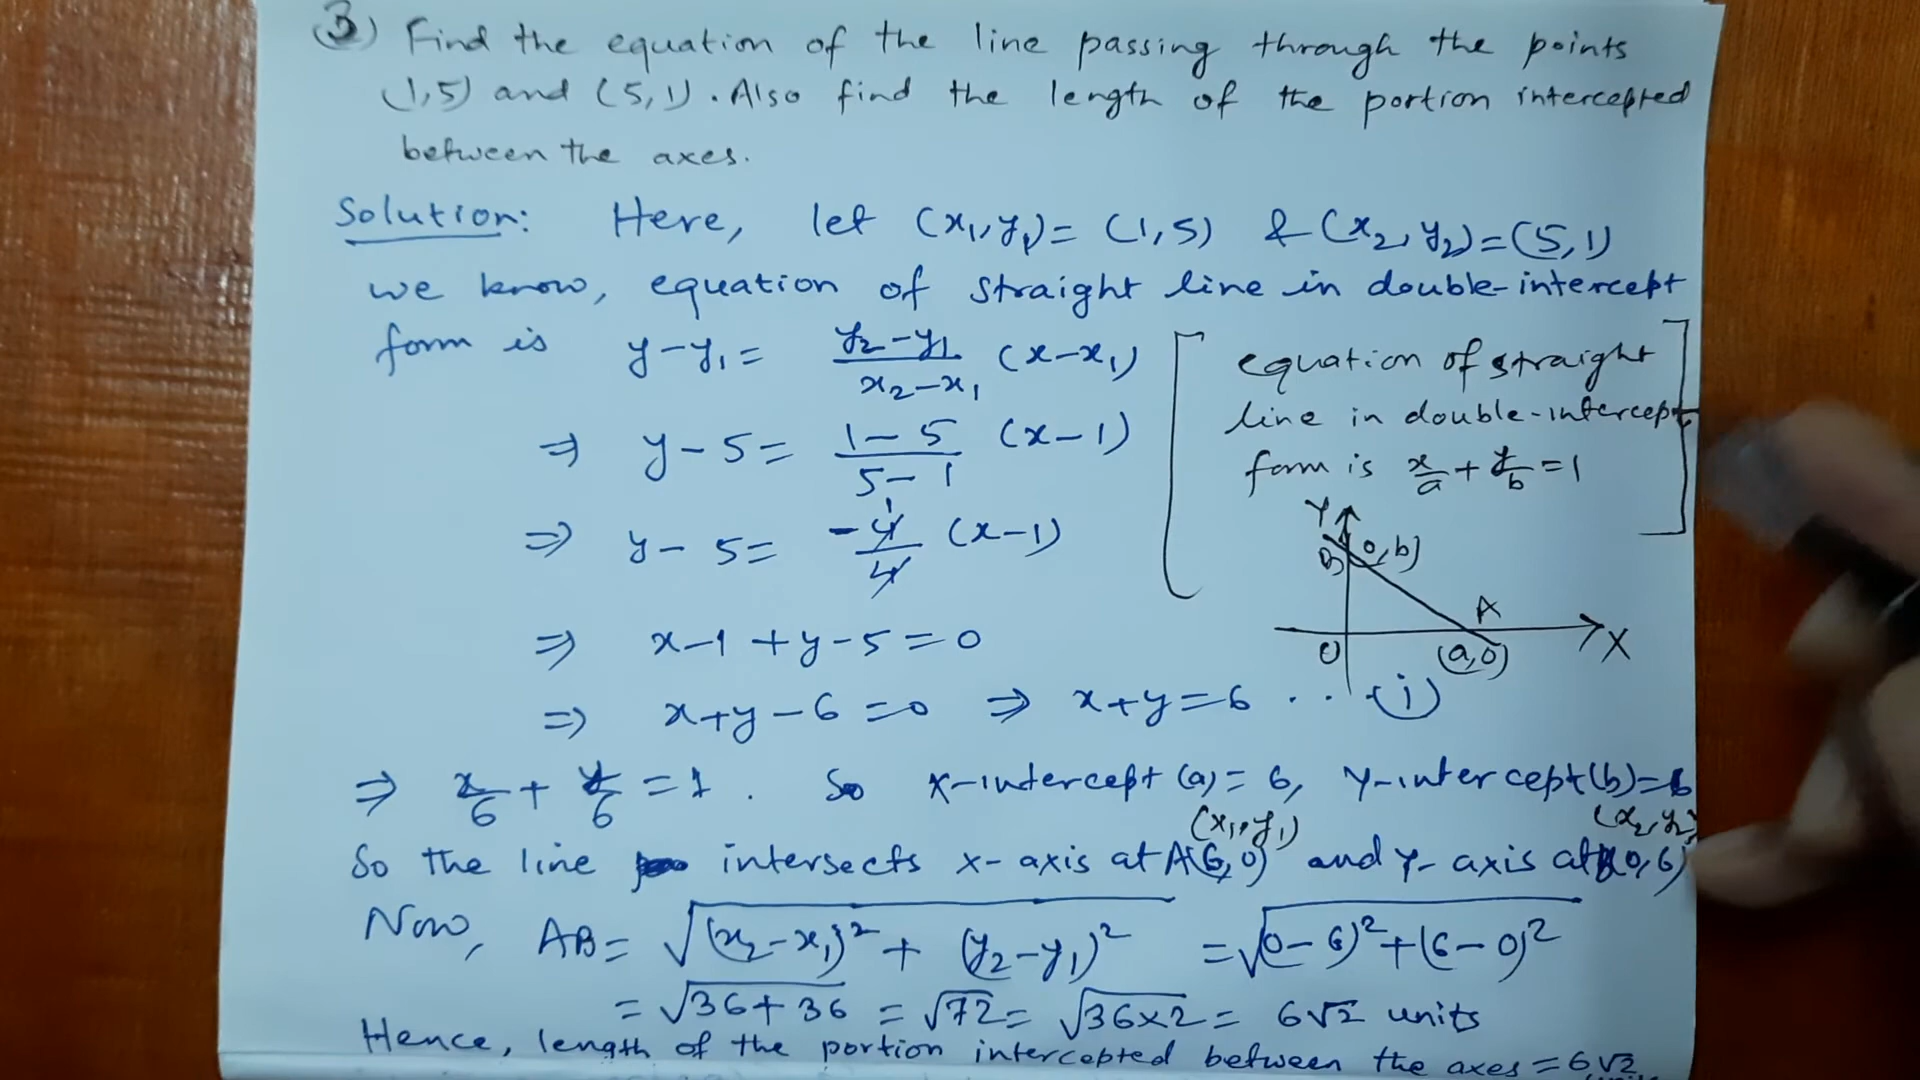 3) Find the equation of the line passing through the points
(1,5) and (5,1). Also find the length of the portion intercepted
between the axes.
Solution: Here, let (x₁,y₁)= (1,5) & (x₂,y₂)=(5,1)
we know, equation of straight line in double-intercept
form is y-y₁ = (y₂-y₁)/(x₂-x₁) (x-x₁)
⇒ y-5 = (1-5)/(5-1) (x-1)
⇒ y-5 = -4/4 (x-1)
1
[equation of straight
line in double-intercept
form is x/a + y/b = 1]
Y
B (0,b)
A
O (a,0) X
⇒ x-1+y-5=0
⇒ x+y-6=0 ⇒ x+y=6 ... (i)
⇒ x/6 + y/6 = 1. So x-intercept (a) = 6, Y-intercept (b)=6
(x₁,y₁) (x₂,y₂)
So the line intersects x-axis at A(6,0) and Y-axis at (0,6)
Now, AB= √((x₂-x₁)² + (y₂-y₁)²) = √((0-6)²+(6-0)²)
= √36+36 = √72 = √36×2 = 6√2 units
Hence, length of the portion intercepted between the axes = 6√2